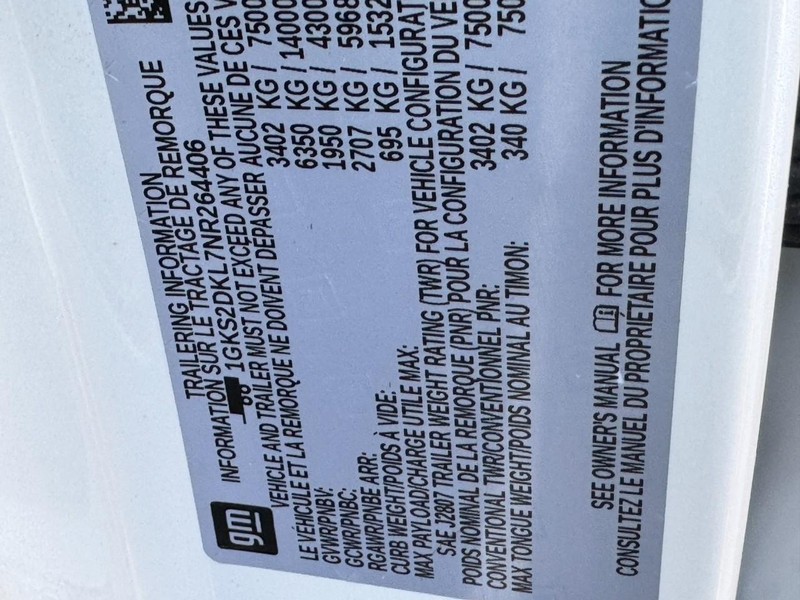 gm
TRAILERING INFORMATION
INFORMATION SUR LE TRACTAGE DE REMORQUE
1GKS2DKL7NR264406
VEHICLE AND TRAILER MUST NOT EXCEED ANY OF THESE VALUES
LE VÉHICULE ET LA REMORQUE NE DOIVENT DEPASSER AUCUNE DE CES
GVWR/PNBV: 3402 KG / 7500
GCWR/PNBC: 6350 KG / 14000
RGAWR/PNBE ARR: 1950 KG / 4300
CURB WEIGHT/POIDS À VIDE: 2707 KG / 5968
MAX PAYLOAD/CHARGE UTILE MAX: 695 KG / 1532
SAE J2807 TRAILER WEIGHT RATING (TWR) FOR VEHICLE CONFIGURAT
POIDS NOMINAL DE LA REMORQUE (PNR) POUR LA CONFIGURATION DU VE
CONVENTIONAL TWR/CONVENTIONNEL PNR: 3402 KG / 7500
MAX TONGUE WEIGHT/POIDS NOMINAL AU TIMON: 340 KG / 750
SEE OWNER'S MANUAL FOR MORE INFORMATION
CONSULTEZ LE MANUEL DU PROPRIÉTAIRE POUR PLUS D'INFORMATIO